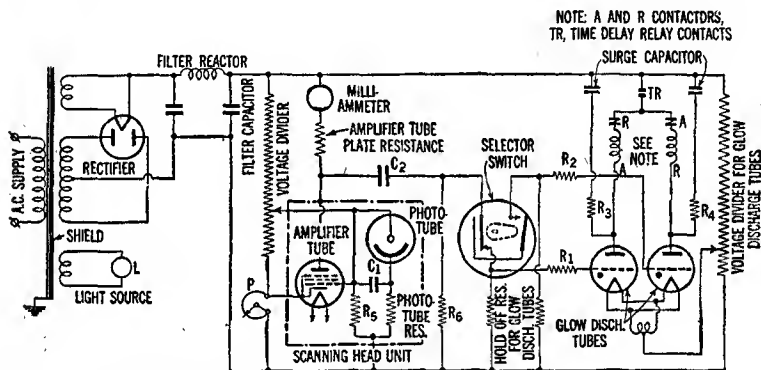 NOTE: A AND R CONTACTORS,
TR, TIME DELAY RELAY CONTACTS
SURGE CAPACITOR
FILTER REACTOR
MILLI-
AMMETER
AMPLIFIER TUBE
PLATE RESISTANCE
FILTER CAPACITOR
VOLTAGE DIVIDER
A.C. SUPPLY
RECTIFIER
SHIELD
L
LIGHT SOURCE
C2
SELECTOR
SWITCH
R2
TR
R
A
SEE
NOTE
A
R
R3
R4
VOLTAGE DIVIDER FOR GLOW
DISCHARGE TUBES
PHOTO-
TUBE
AMPLIFIER
TUBE
C1
P
R5
PHOTO-
TUBE
RES.
SCANNING HEAD UNIT
R6
R1
HOLD OFF RES.
FOR GLOW
DISCH. TUBES
GLOW DISCH.
TUBES